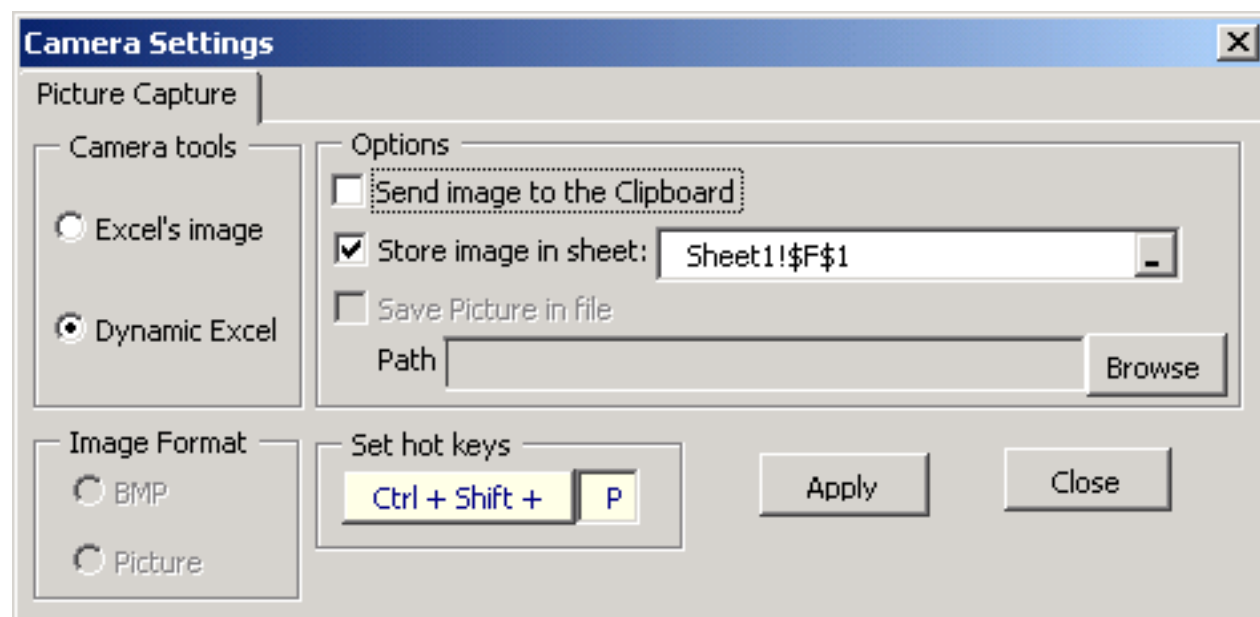 Camera Settings
Picture Capture
Camera tools
Excel's image
Dynamic Excel
Options
Send image to the Clipboard
Store image in sheet: Sheet1!$F$1
Save Picture in file
Path Browse
Image Format
BMP
Picture
Set hot keys
Ctrl + Shift + P
Apply
Close